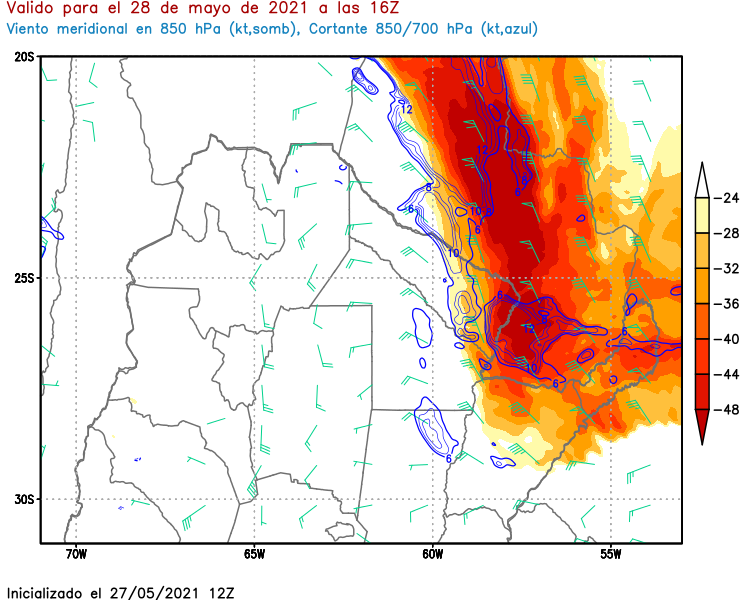 Valido para el 28 de mayo de 2021 a las 16Z
Viento meridional en 850 hPa (kt,somb), Cortante 850/700 hPa (kt,azul)
20S
25S
30S
70W
65W
60W
55W
-24
-28
-32
-36
-40
-44
-48
12
8
6
10
6
10
6
12
10
6
6
6
Inicializado el 27/05/2021 12Z